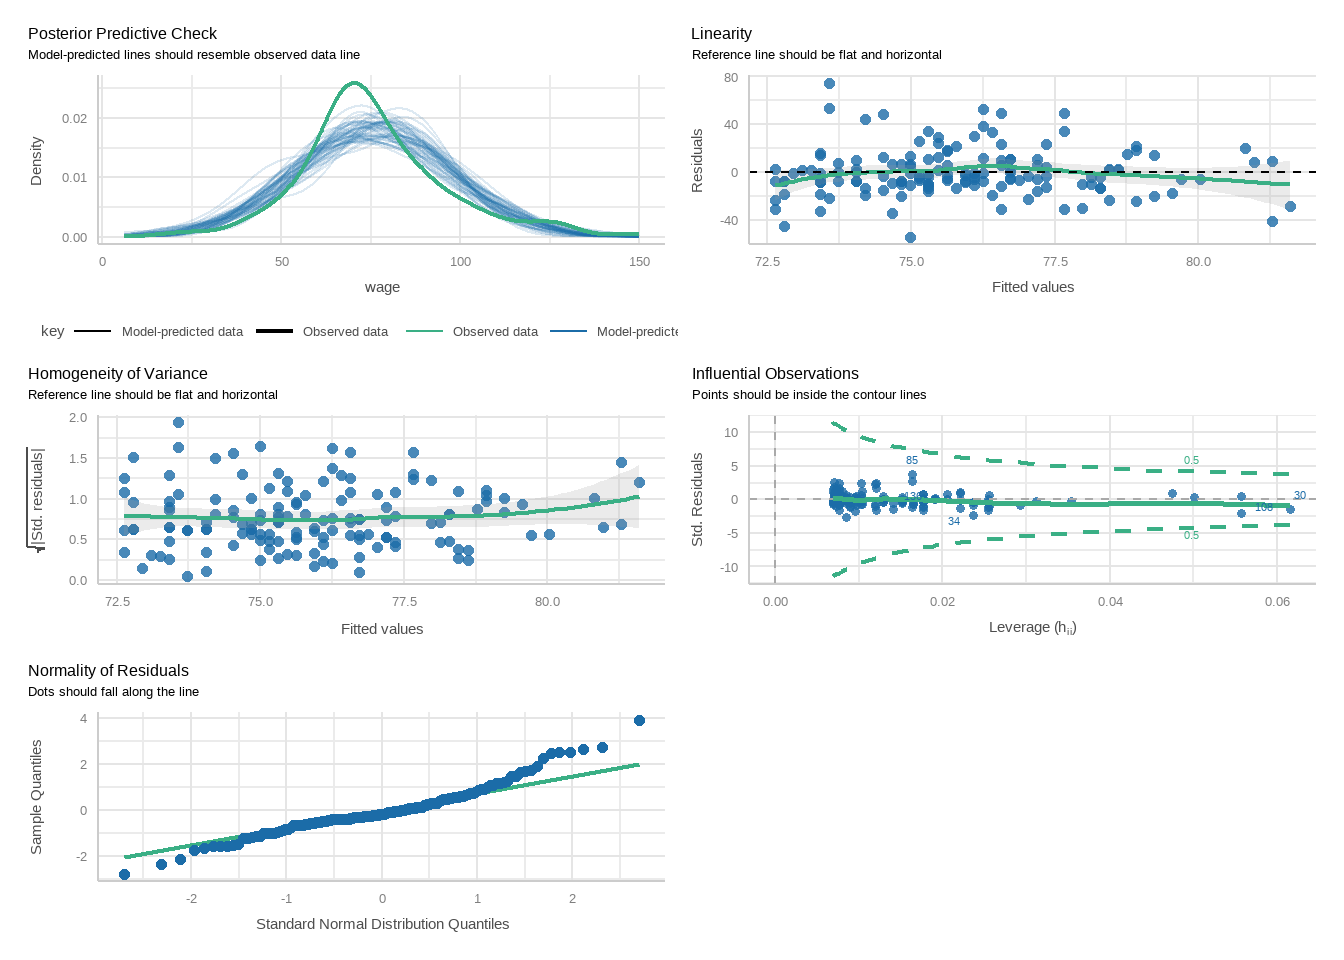 Posterior Predictive Check
Model-predicted lines should resemble observed data line
Density
0.02
0.01
0.00
0
50
100
150
wage
key
Model-predicted data
Observed data
Observed data
Model-predicte
Linearity
Reference line should be flat and horizontal
Residuals
80
40
0
-40
72.5
75.0
77.5
80.0
Fitted values
Homogeneity of Variance
Reference line should be flat and horizontal
√|Std. residuals|
2.0
1.5
1.0
0.5
0.0
72.5
75.0
77.5
80.0
Fitted values
Influential Observations
Points should be inside the contour lines
Std. Residuals
10
5
0
-5
-10
85
0.5
30
34
0.5
0.00
0.02
0.04
0.06
Leverage (hii)
Normality of Residuals
Dots should fall along the line
Sample Quantiles
4
2
0
-2
-2
-1
0
1
2
Standard Normal Distribution Quantiles